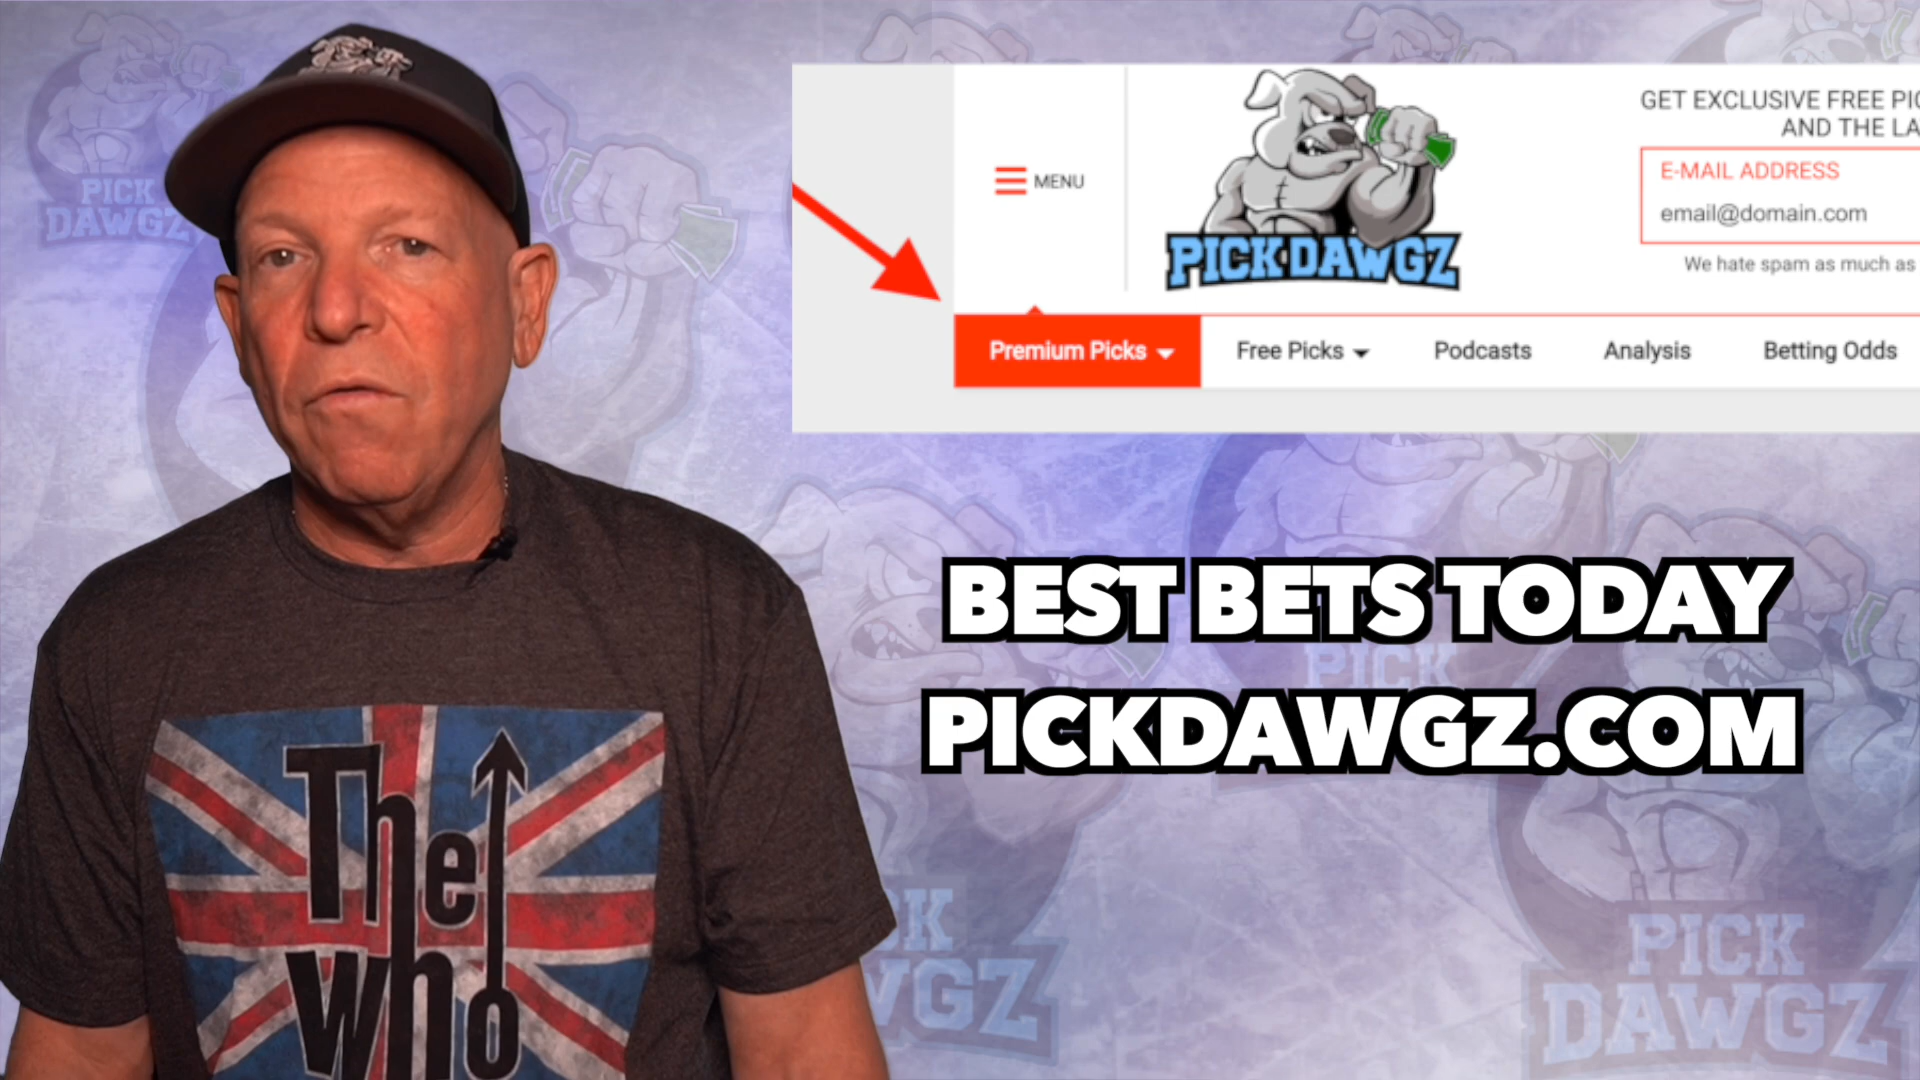 MENU
PICKDAWGZ
GET EXCLUSIVE FREE
AND THE
E-MAIL ADDRESS
email@domain.com
We hate spam as much as
Premium Picks
Free Picks
Podcasts
Analysis
Betting Odds
BEST BETS TODAY
PICKDAWGZ.COM
The
Who
PICK
DAWGZ
PICK
PICK
DAWGZ